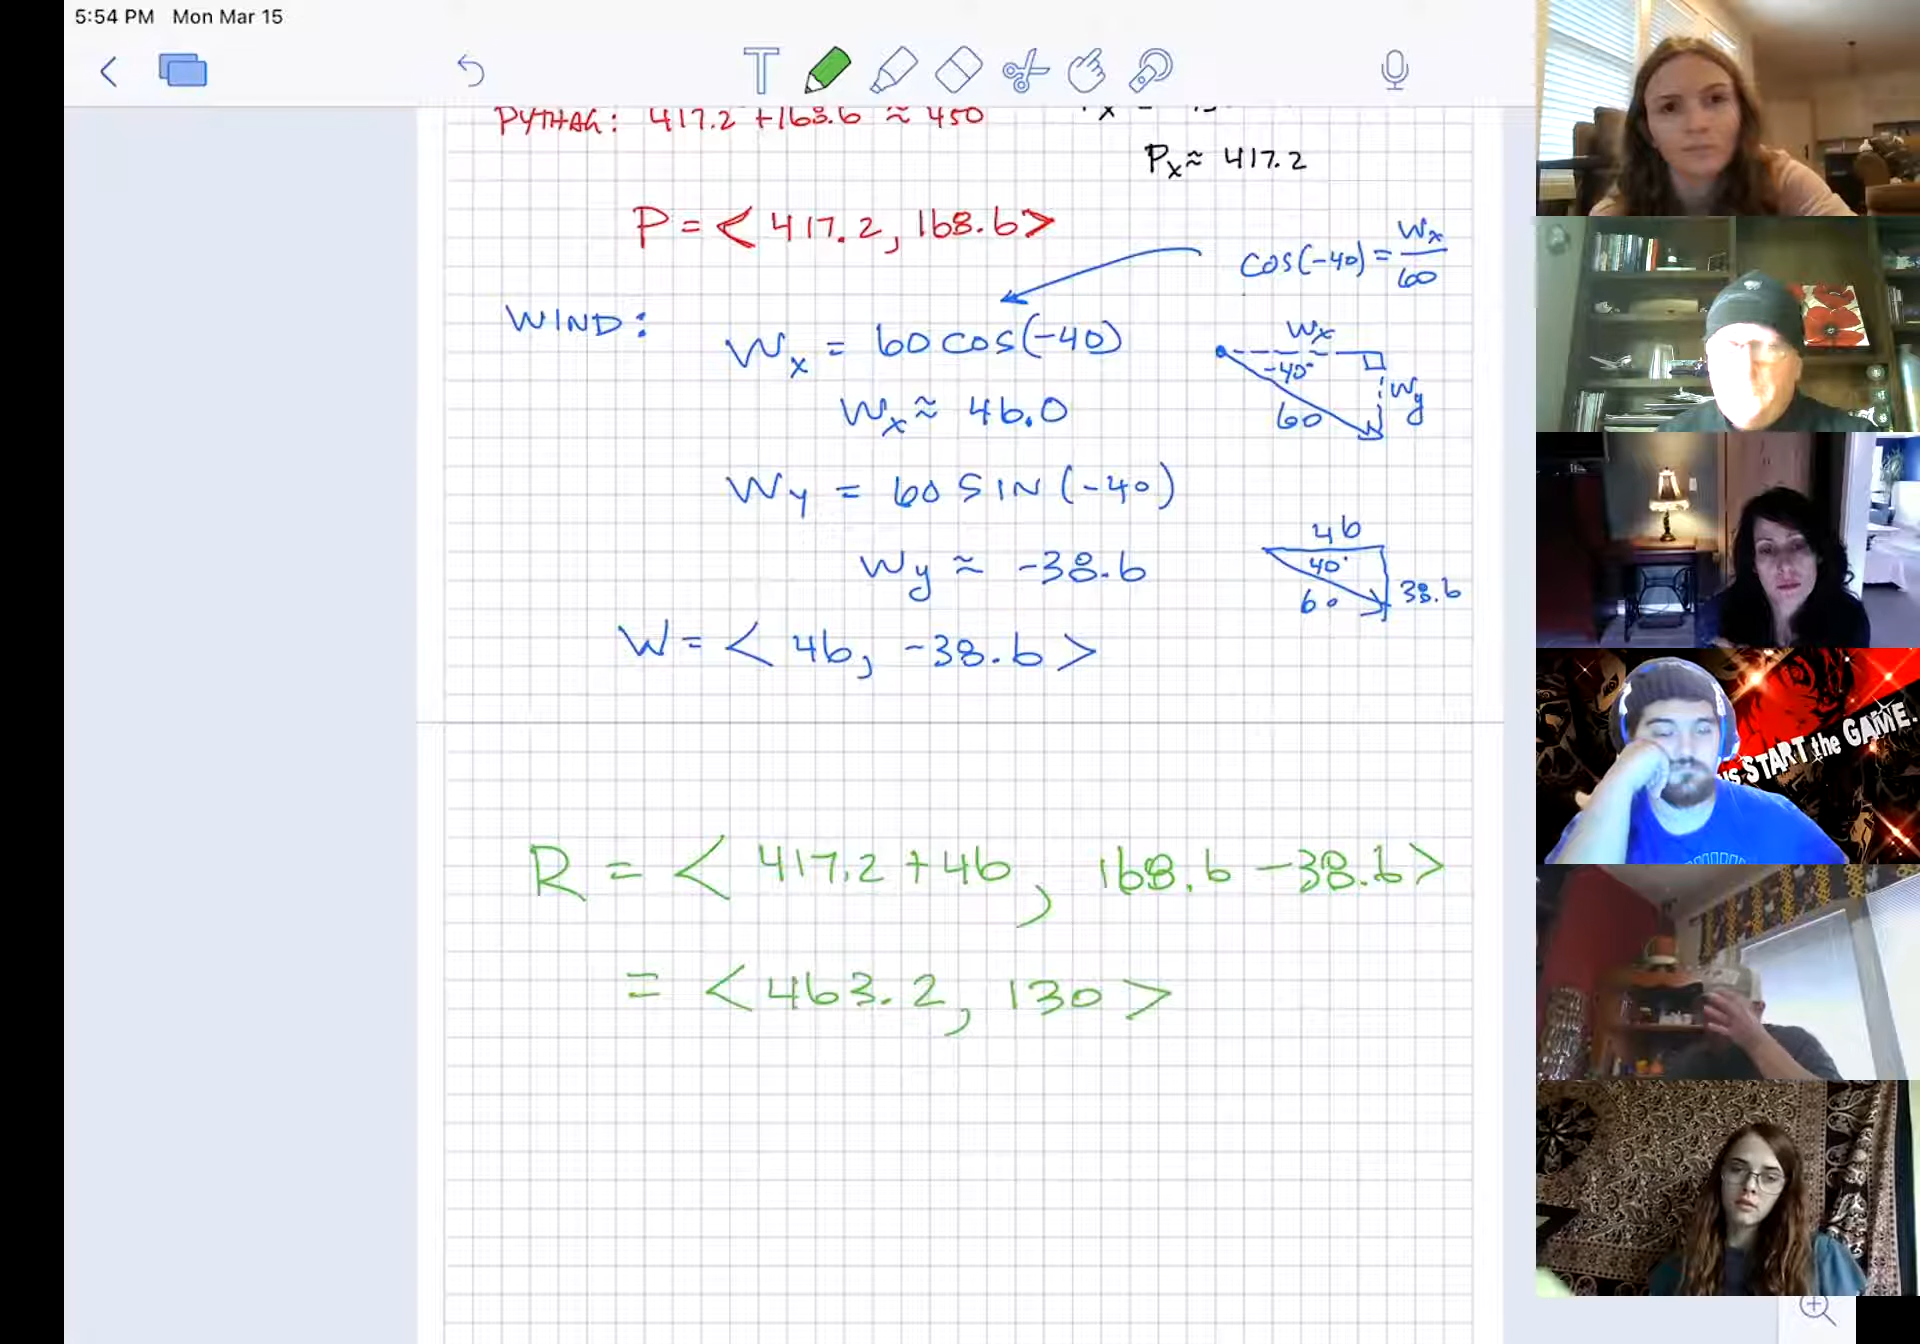 5:54 PM Mon Mar 15
PYTHAG: 417.2 + 168.6 ≈ 450
Px ≈ 417.2
P = < 417.2, 168.6 >
cos(-40) = Wx/60
WIND:
Wx = 60 cos(-40)
Wx
-40°
Wy
60
Wx ≈ 46.0
Wy = 60 SIN (-40)
46
40°
38.6
60
Wy ≈ -38.6
W = < 46, -38.6 >
START the GAME.
R = < 417.2 + 46, 168.6 - 38.6 >
= < 463.2, 130 >